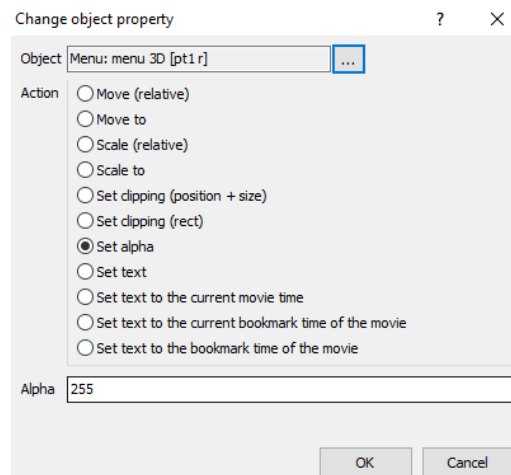 Change object property ? ×
Object Menu: menu 3D [pt1 r] ...
Action Move (relative)
Move to
Scale (relative)
Scale to
Set clipping (position + size)
Set clipping (rect)
Set alpha
Set text
Set text to the current movie time
Set text to the current bookmark time of the movie
Set text to the bookmark time of the movie
Alpha 255
OK Cancel